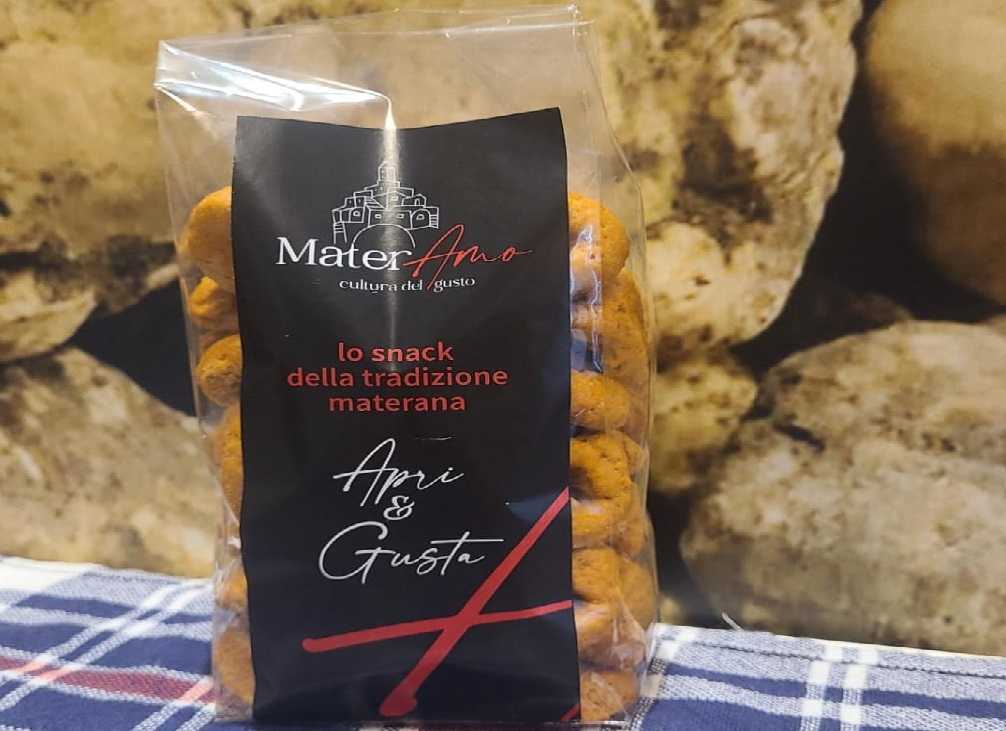 MaterAmo
cultura del gusto
lo snack
della tradizione
materana
Apri
&
Gusta